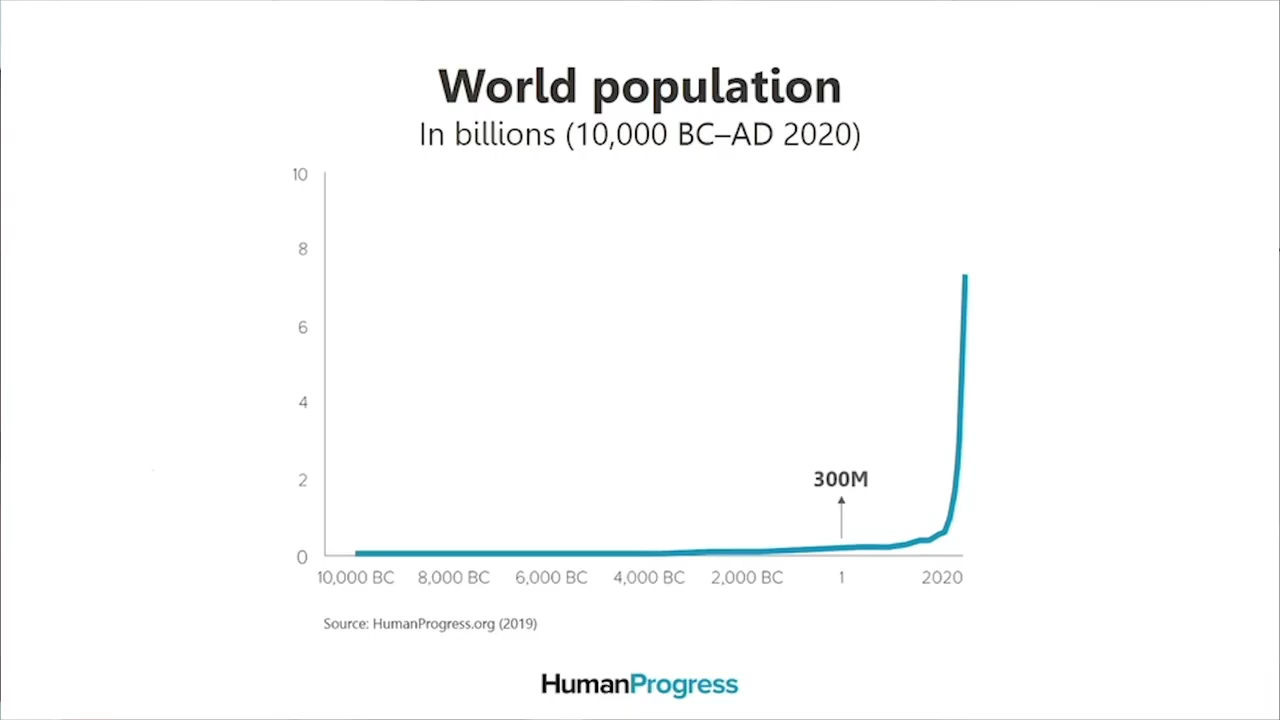 World population
In billions (10,000 BC–AD 2020)
10
8
6
4
2
0
300M
10,000 BC 8,000 BC 6,000 BC 4,000 BC 2,000 BC 1 2020
Source: HumanProgress.org (2019)
HumanProgress